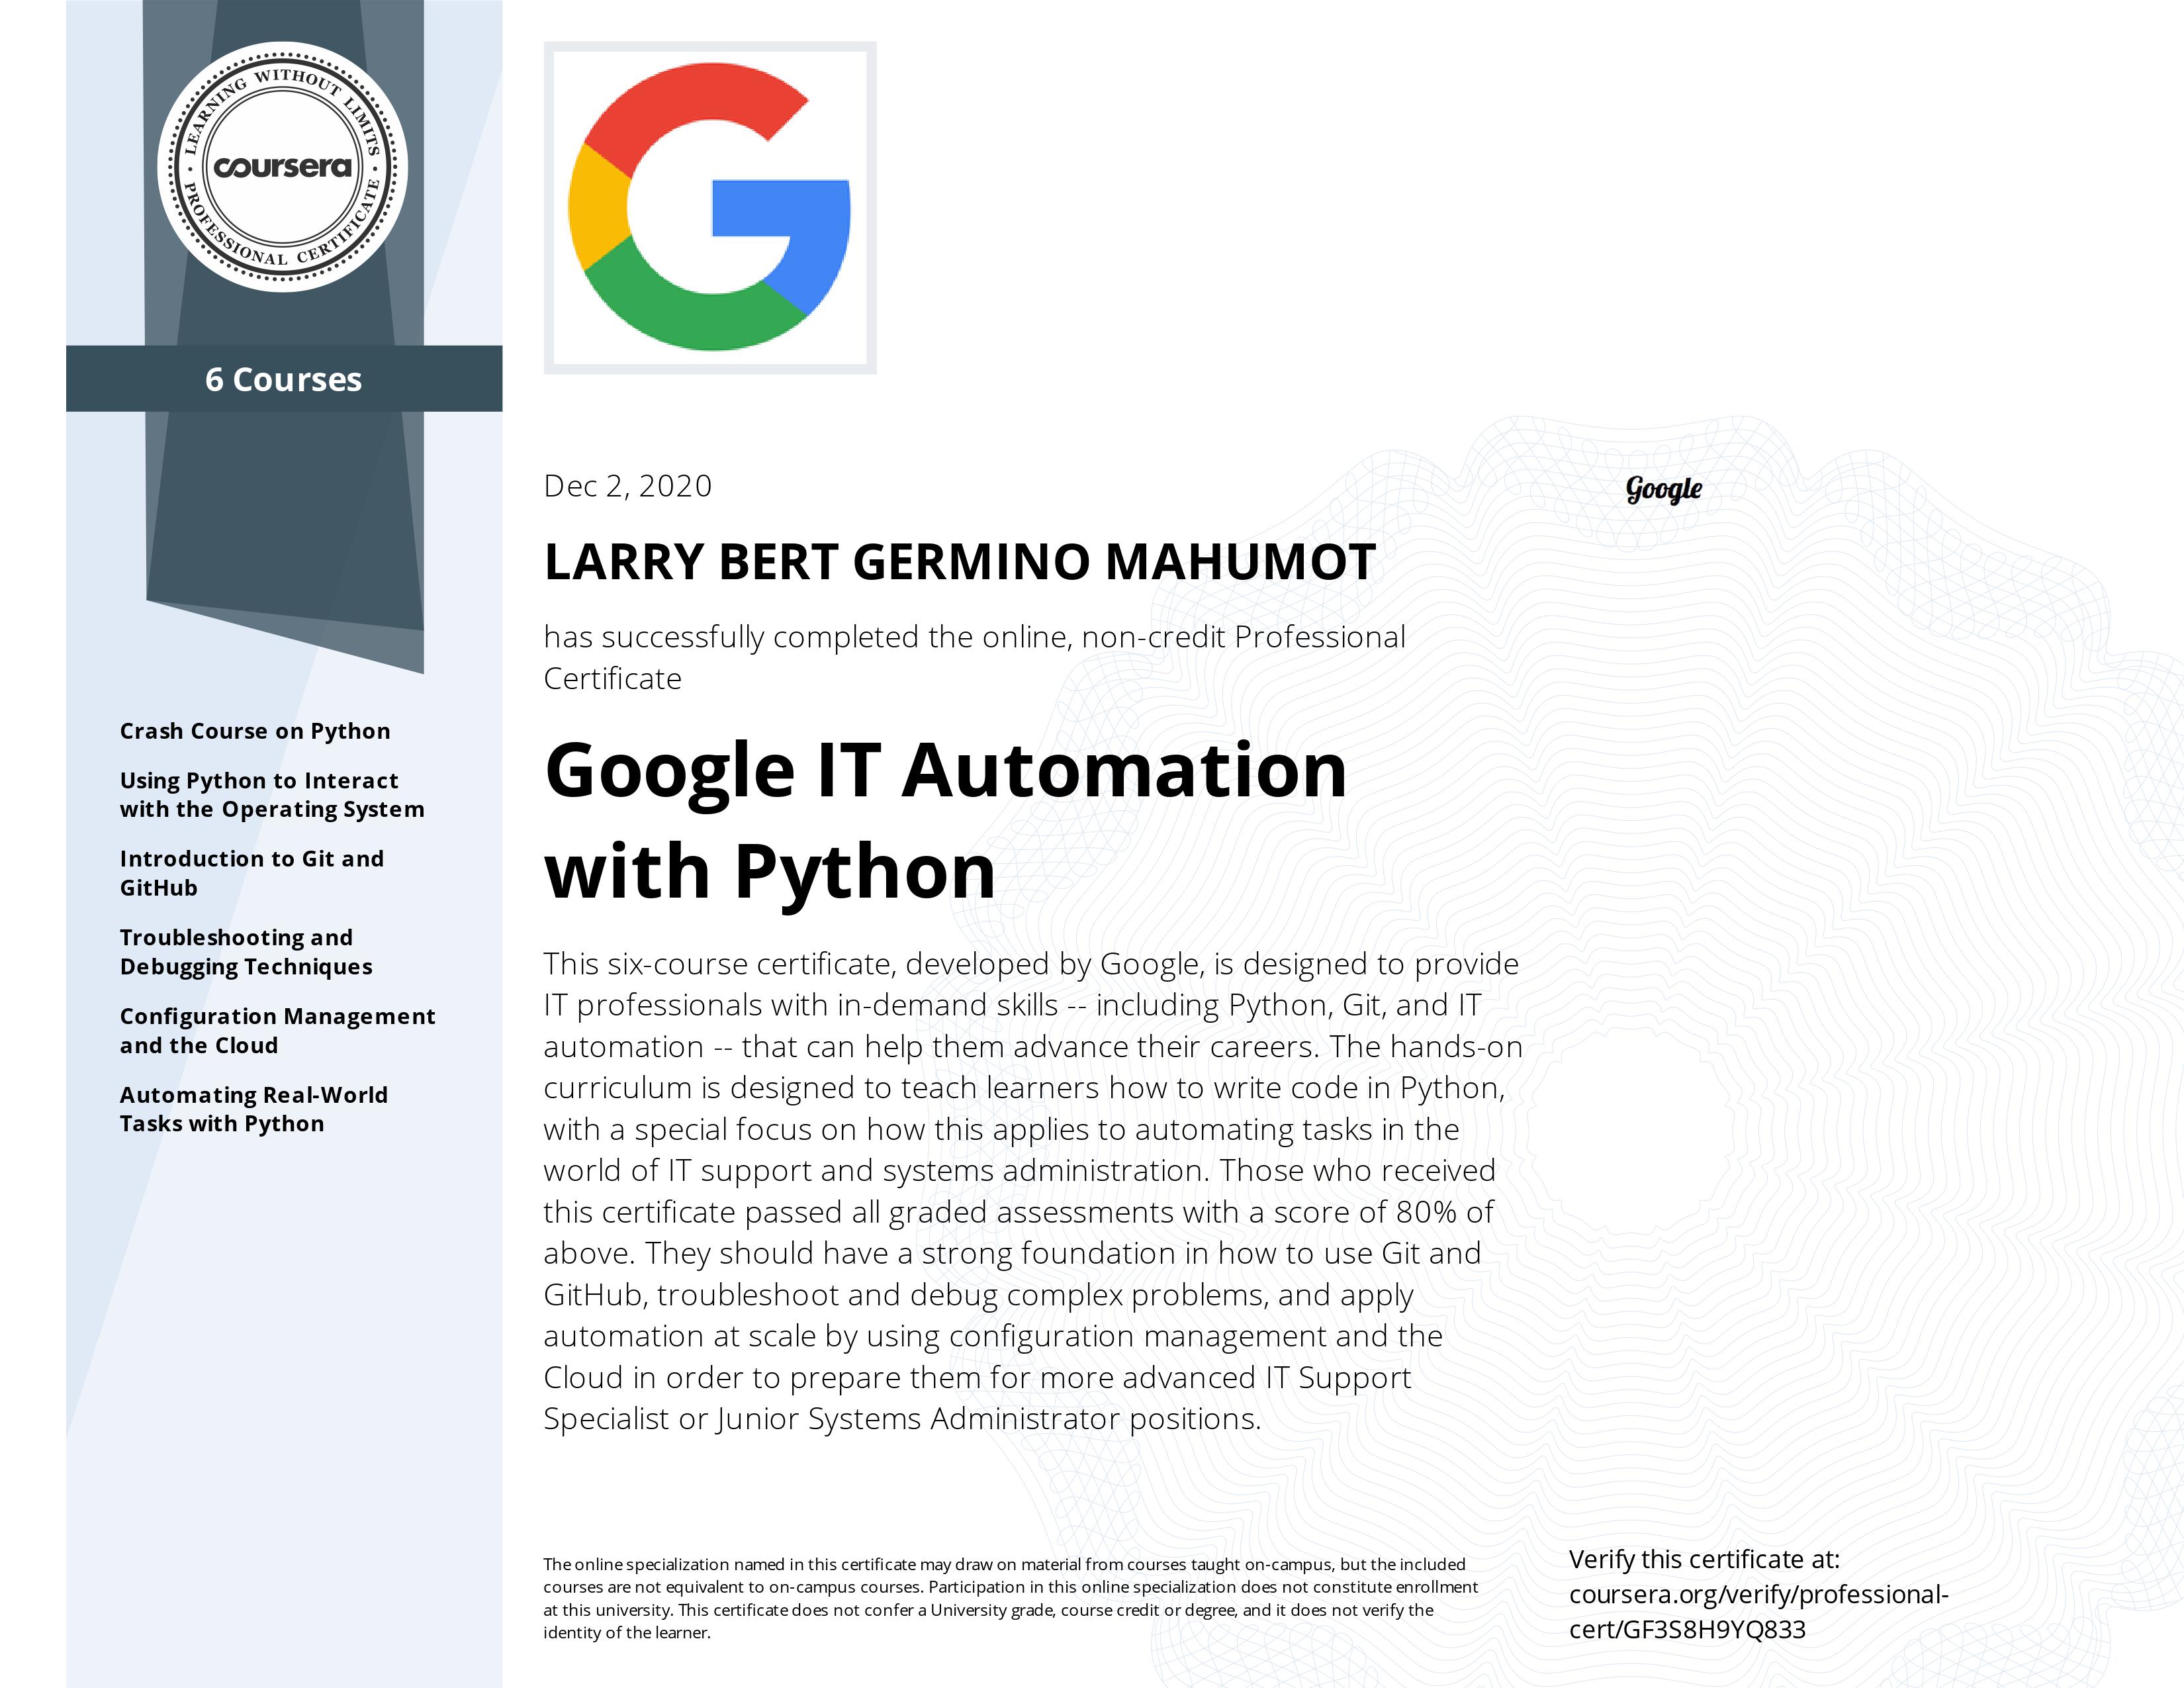 LEARNING WITHOUT LIMITS
coursera
PROFESSIONAL CERTIFICATE
6 Courses
Crash Course on Python
Using Python to Interact
with the Operating System
Introduction to Git and
GitHub
Troubleshooting and
Debugging Techniques
Configuration Management
and the Cloud
Automating Real-World
Tasks with Python
Dec 2, 2020
Google
LARRY BERT GERMINO MAHUMOT
has successfully completed the online, non-credit Professional
Certificate
Google IT Automation
with Python
This six-course certificate, developed by Google, is designed to provide
IT professionals with in-demand skills -- including Python, Git, and IT
automation -- that can help them advance their careers. The hands-on
curriculum is designed to teach learners how to write code in Python,
with a special focus on how this applies to automating tasks in the
world of IT support and systems administration. Those who received
this certificate passed all graded assessments with a score of 80% of
above. They should have a strong foundation in how to use Git and
GitHub, troubleshoot and debug complex problems, and apply
automation at scale by using configuration management and the
Cloud in order to prepare them for more advanced IT Support
Specialist or Junior Systems Administrator positions.
The online specialization named in this certificate may draw on material from courses taught on-campus, but the included
courses are not equivalent to on-campus courses. Participation in this online specialization does not constitute enrollment
at this university. This certificate does not confer a University grade, course credit or degree, and it does not verify the
identity of the learner.
Verify this certificate at:
coursera.org/verify/professional-
cert/GF3S8H9YQ833